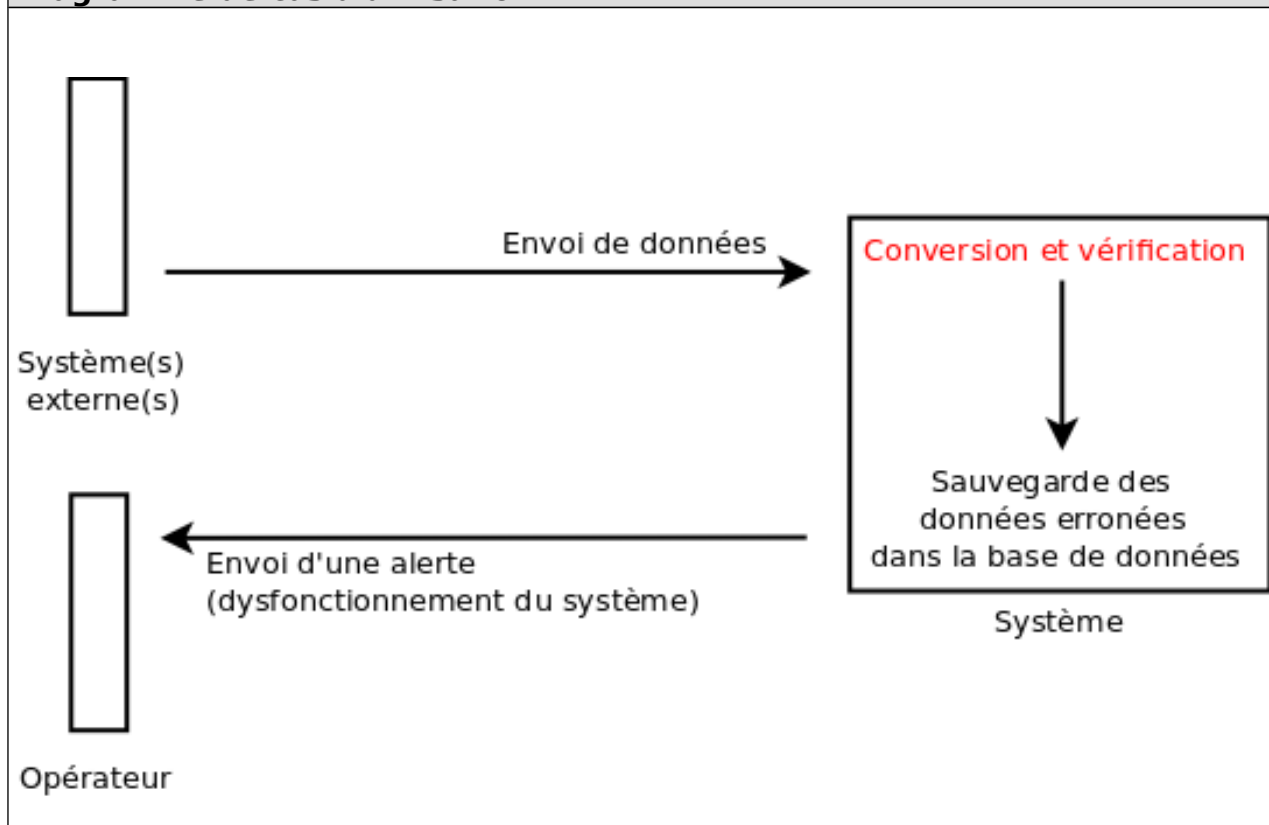 Envoi de données
Conversion et vérification
Système(s)
externe(s)
Sauvegarde des
données erronées
dans la base de données
Envoi d'une alerte
(dysfonctionnement du système)
Système
Opérateur